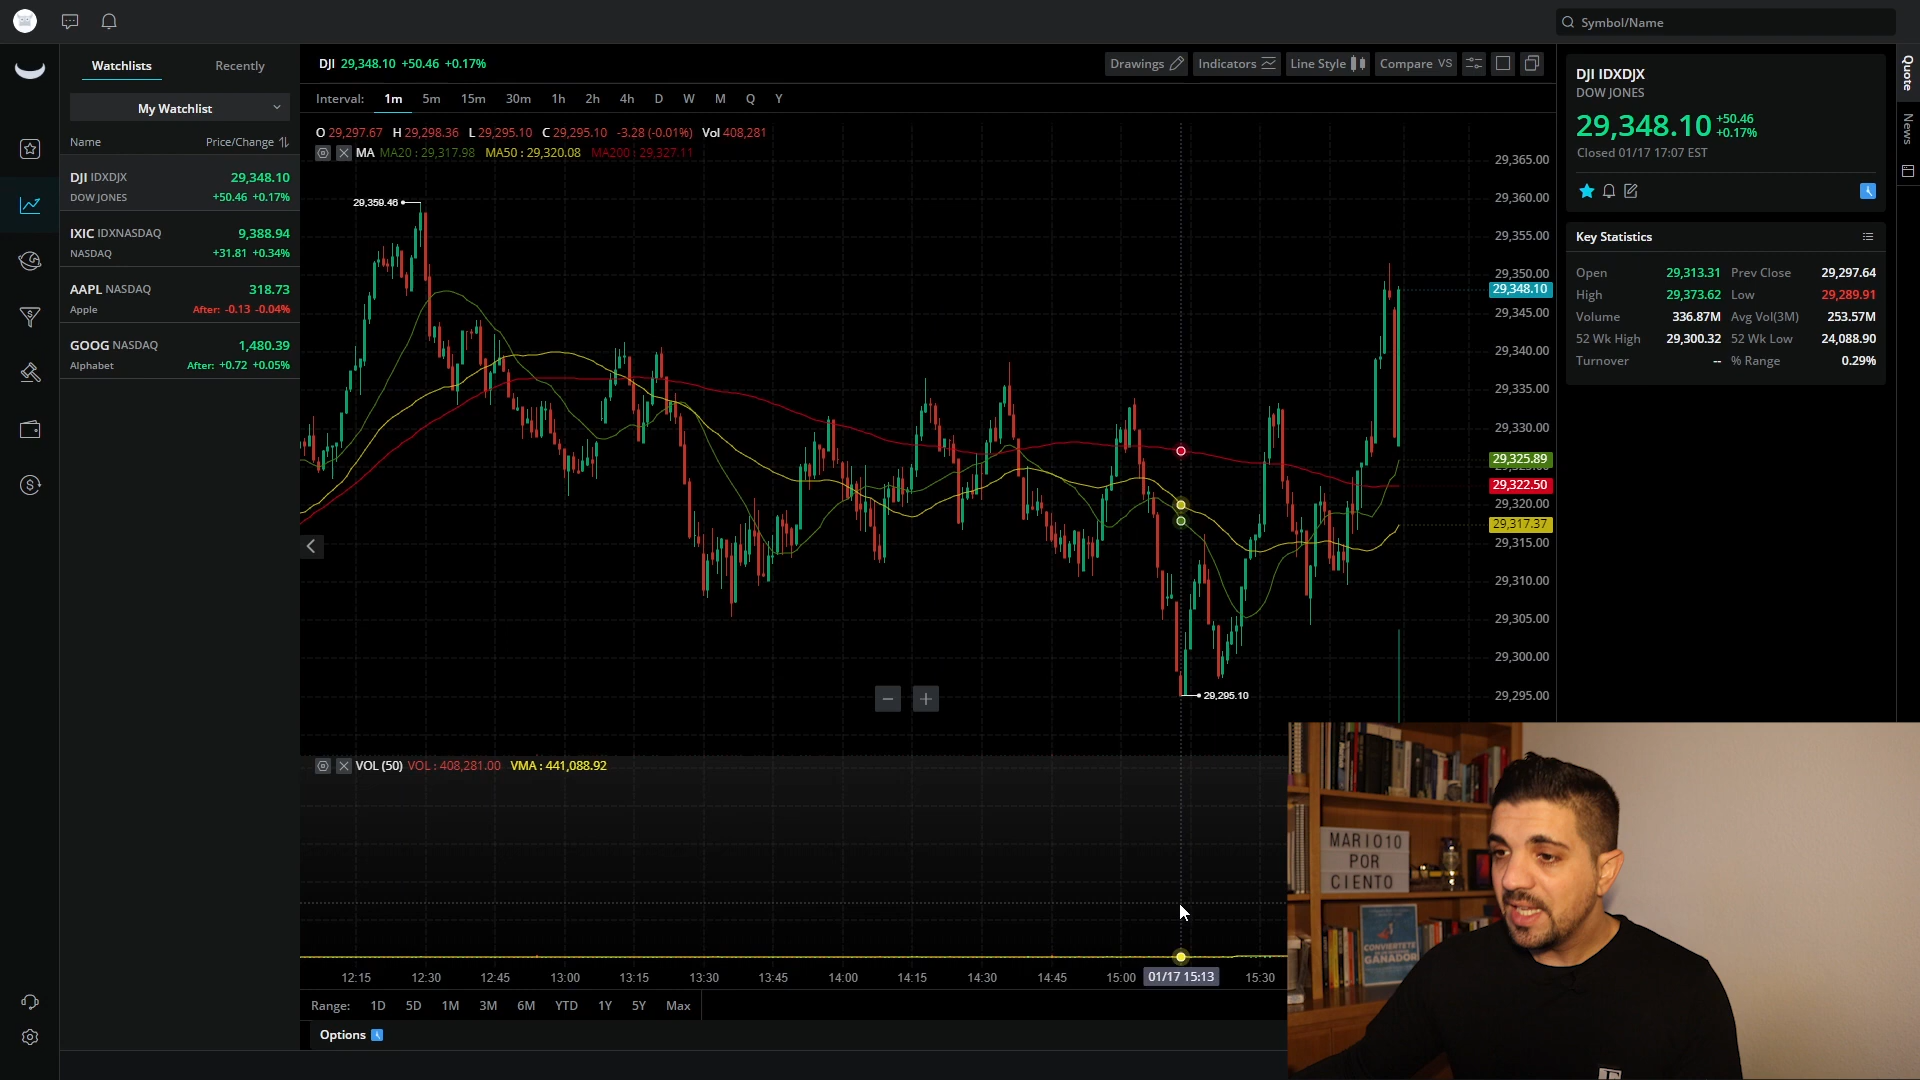 Symbol/Name
Watchlists Recently
My Watchlist
Name Price/Change
DJI IDXDJX 29,348.10
DOW JONES +50.46 +0.17%
IXIC IDXNASDAQ 9,388.94
NASDAQ +31.81 +0.34%
AAPL NASDAQ 318.73
Apple After: -0.13 -0.04%
GOOG NASDAQ 1,480.39
Alphabet After: +0.72 +0.05%
DJI 29,348.10 +50.46 +0.17%
Drawings Indicators Line Style Compare VS
Interval: 1m 5m 15m 30m 1h 2h 4h D W M Q Y
O 29,297.67 H 29,298.36 L 29,295.10 C 29,295.10 -3.28 (-0.01%) Vol 408,281
MA MA20 : 29,317.98 MA50 : 29,320.08 MA200 : 29,327.11
29,359.46
29,295.10
29,365.00
29,360.00
29,355.00
29,350.00
29,348.10
29,345.00
29,340.00
29,335.00
29,330.00
29,325.89
29,322.50
29,320.00
29,317.37
29,315.00
29,310.00
29,305.00
29,300.00
29,295.00
VOL (50) VOL : 408,281.00 VMA : 441,088.92
12:15 12:30 12:45 13:00 13:15 13:30 13:45 14:00 14:15 14:30 14:45 15:00 01/17 15:13 15:30
Range: 1D 5D 1M 3M 6M YTD 1Y 5Y Max
Options
DJI IDXDJX
DOW JONES
29,348.10 +50.46
+0.17%
Closed 01/17 17:07 EST
Key Statistics
Open 29,313.31 Prev Close 29,297.64
High 29,373.62 Low 29,289.91
Volume 336.87M Avg Vol(3M) 253.57M
52 Wk High 29,300.32 52 Wk Low 24,088.90
Turnover -- % Range 0.29%
Quote
News
MARIO10
POR
CIENTO
CONVIERTETE
GANADOR